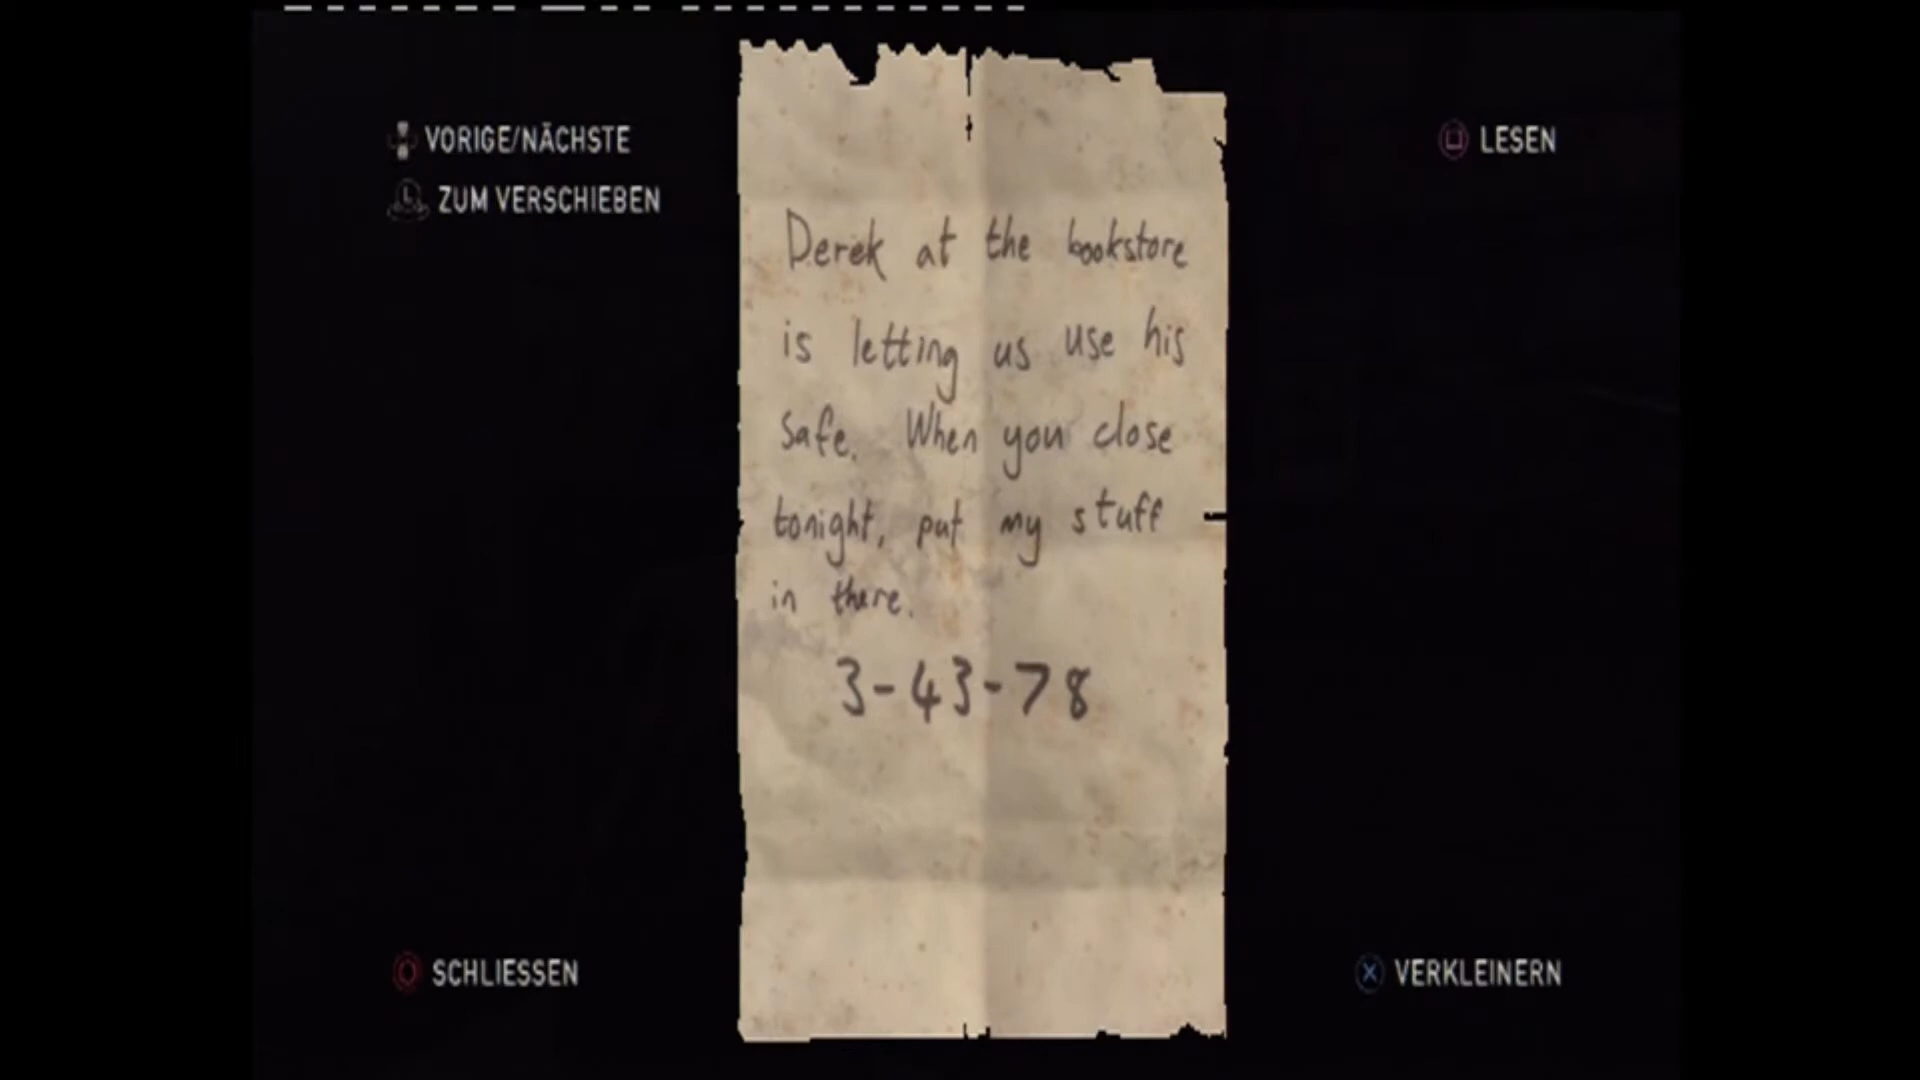 VORIGE/NÄCHSTE
ZUM VERSCHIEBEN
LESEN
Derek at the bookstore
is letting us use his
safe. When you close
tonight, put my stuff
in there.
3-43-78
SCHLIESSEN
VERKLEINERN